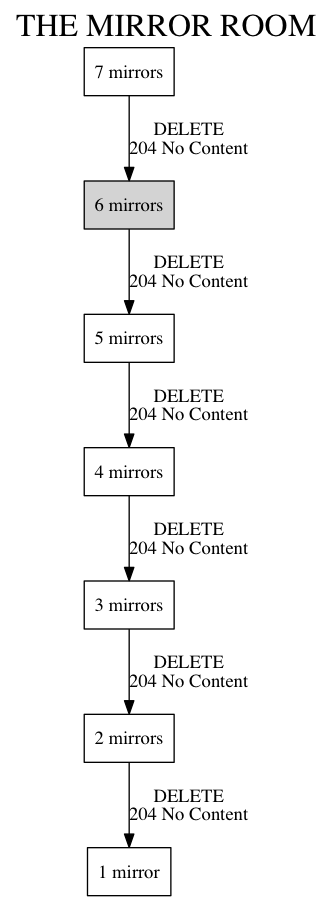 THE MIRROR ROOM
7 mirrors
DELETE
204 No Content
6 mirrors
DELETE
204 No Content
5 mirrors
DELETE
204 No Content
4 mirrors
DELETE
204 No Content
3 mirrors
DELETE
204 No Content
2 mirrors
DELETE
204 No Content
1 mirror